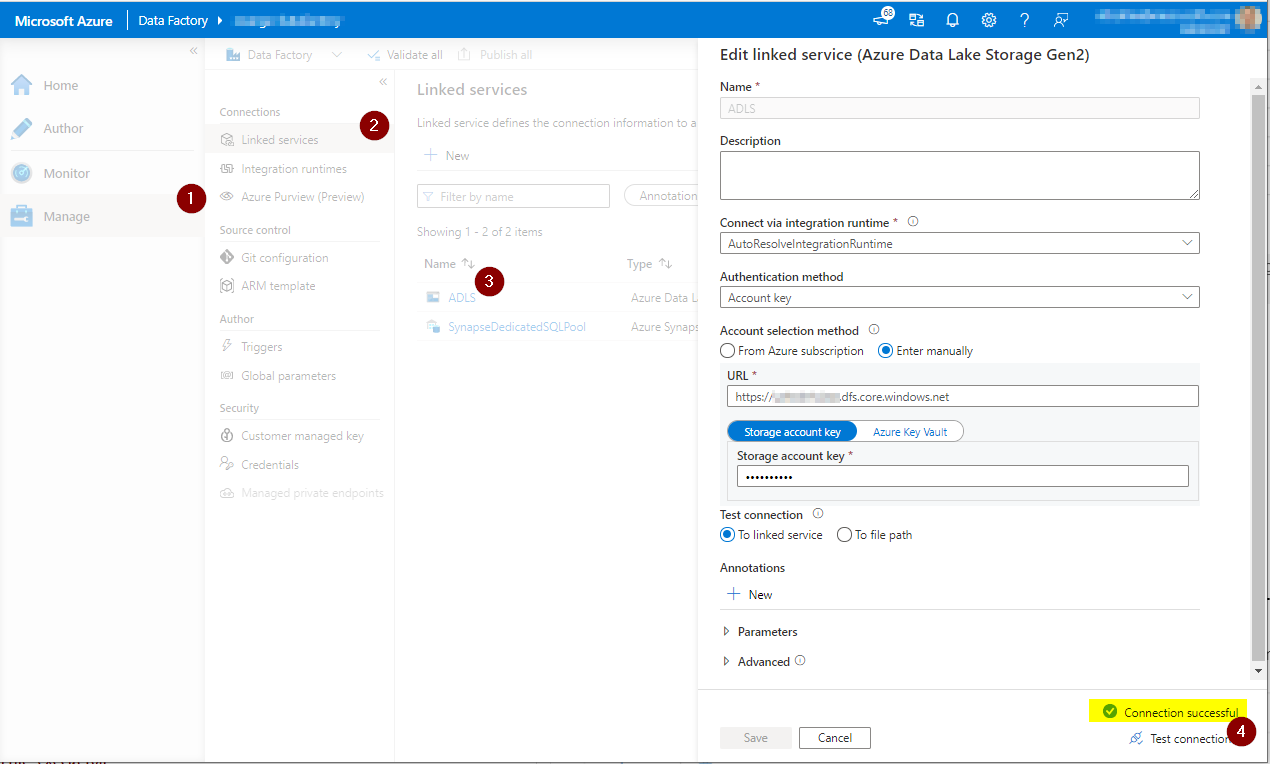 Microsoft Azure Data Factory
68
Home
Author
Monitor
1
Manage
Data Factory
Validate all
Publish all
Connections
2
Linked services
Integration runtimes
Azure Purview (Preview)
Source control
Git configuration
ARM template
Author
Triggers
Global parameters
Security
Customer managed key
Credentials
Managed private endpoints
Linked services
Linked service defines the connection information to a
New
Filter by name
Annotation
Showing 1 - 2 of 2 items
Name Type
3
ADLS Azure Data L
SynapseDedicatedSQLPool Azure Synaps
Edit linked service (Azure Data Lake Storage Gen2)
Name *
ADLS
Description
Connect via integration runtime *
AutoResolveIntegrationRuntime
Authentication method
Account key
Account selection method
From Azure subscription Enter manually
URL *
https:// .dfs.core.windows.net
Storage account key Azure Key Vault
Storage account key *
••••••••••
Test connection
To linked service To file path
Annotations
New
Parameters
Advanced
Connection successful
4
Save Cancel Test connection